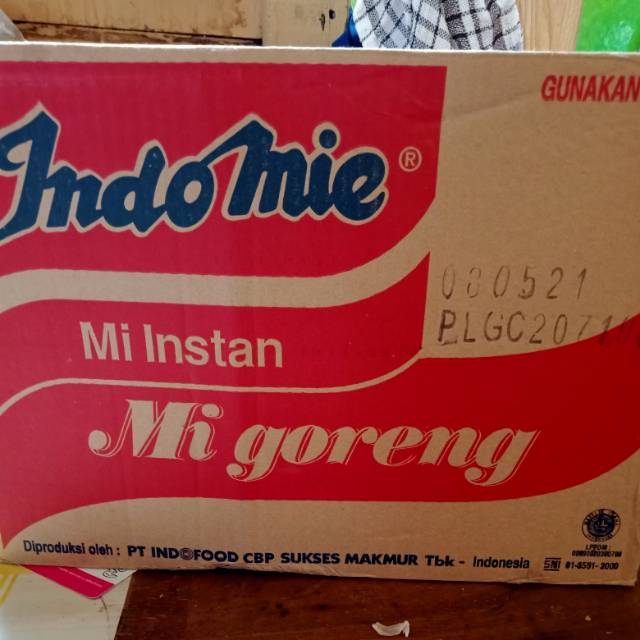 GUNAKAN
Indomie®
080521
PLGC2071
Mi Instan
Mi goreng
Diproduksi oleh : PT INDOFOOD CBP SUKSES MAKMUR Tbk - Indonesia
SNI 01-3551-2000